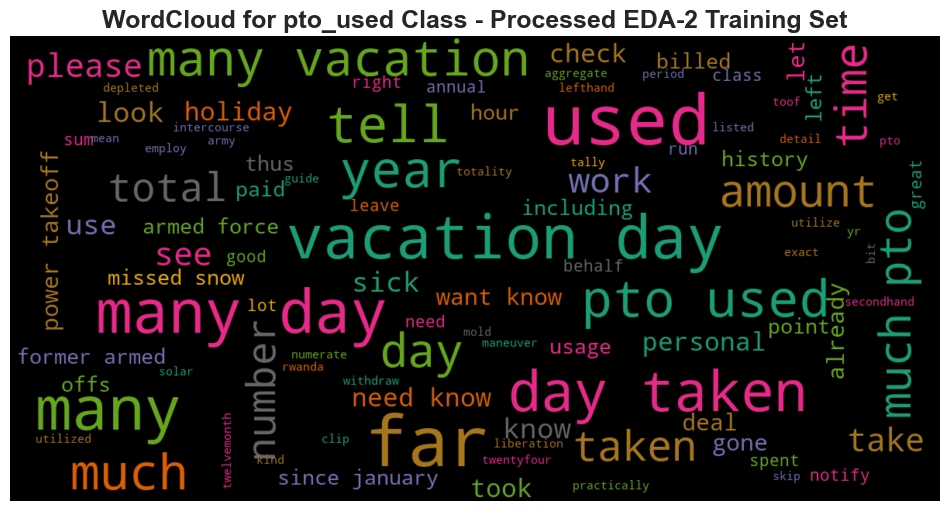 WordCloud for pto_used Class - Processed EDA-2 Training Set
please
many vacation
check
billed
let
time
depleted
right
annual
aggregate
lefthand
period
class
left
get
look
holiday
tell
hour
used
toof
sum
mean
intercourse
army
employ
listed
detail
pto
run
thus
guide
year
totality
tally
work
history
great
power takeoff
total
paid
leave
including
amount
use
armed force
utilize
yr
see
good
vacation day
exact
bit
much pto
missed snow
sick
behalf
lot
want know
pto used
secondhand
many day
need
mold
maneuver
point
already
former armed
number
numerate
day
usage
personal
solar
rwanda
offs
withdraw
many
need know
day taken
utilized
twelvemonth
clip
far
know
deal
liberation
taken
gone
take
much
kind
twentyfour
spent
since january
took
practically
skip
notify